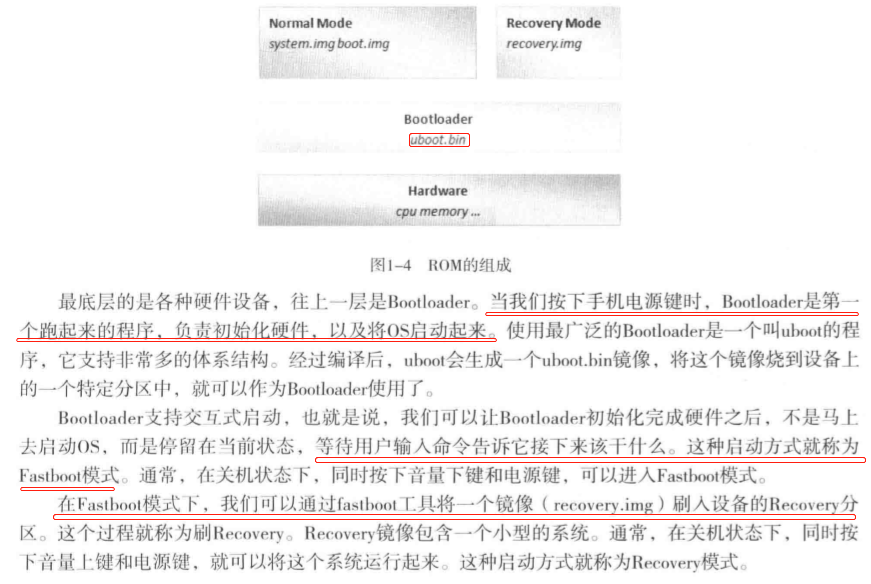 Normal Mode
system.img boot.img
Recovery Mode
recovery.img
Bootloader
uboot.bin
Hardware
cpu memory ...
图1-4 ROM的组成
最底层的是各种硬件设备，往上一层是Bootloader。当我们按下手机电源键时，Bootloader是第一
个跑起来的程序，负责初始化硬件，以及将OS启动起来。使用最广泛的Bootloader是一个叫uboot的程
序，它支持非常多的体系结构。经过编译后，uboot会生成一个uboot.bin镜像，将这个镜像烧到设备上
的一个特定分区中，就可以作为Bootloader使用了。
Bootloader支持交互式启动，也就是说，我们可以让Bootloader初始化完成硬件之后，不是马上
去启动OS，而是停留在当前状态，等待用户输入命令告诉它接下来该干什么。这种启动方式就称为
Fastboot模式。通常，在关机状态下，同时按下音量下键和电源键，可以进入Fastboot模式。
在Fastboot模式下，我们可以通过fastboot工具将一个镜像（recovery.img）刷入设备的Recovery分
区。这个过程就称为刷Recovery。Recovery镜像包含一个小型的系统。通常，在关机状态下，同时按
下音量上键和电源键，就可以将这个系统运行起来。这种启动方式就称为Recovery模式。